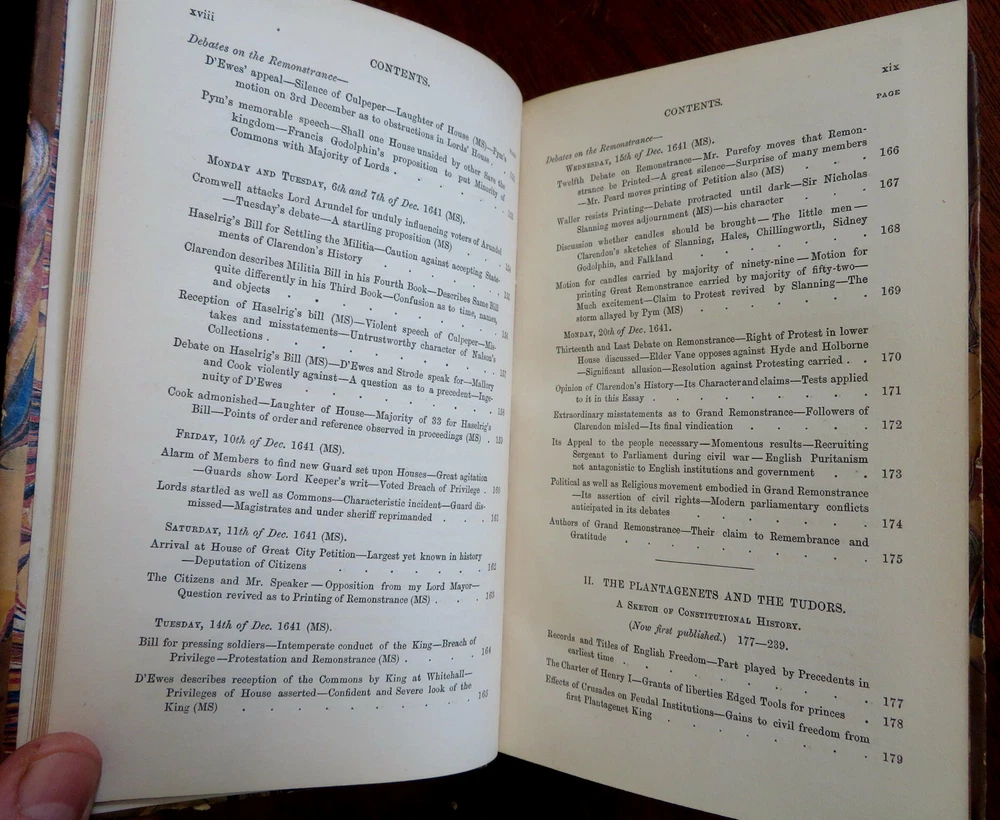 xviii
CONTENTS.
Debates on the Remonstrance—
D'Ewes' appeal—Silence of Culpeper—Laughter of House (MS)—Pym's
motion on 3rd December as to obstructions in Lords' House .
Pym's memorable speech—Shall one House unaided by other Save the
kingdom—Francis Godolphin's proposition to put Minority of
Commons with Majority of Lords . . . .
MONDAY AND TUESDAY, 6th and 7th of Dec. 1641 (MS).
Cromwell attacks Lord Arundel for unduly influencing voters of Arundel
—Tuesday's debate—A startling proposition (MS)
Haselrig's Bill for Settling the Militia—Caution against accepting State-
ments of Clarendon's History . . . .
Clarendon describes Militia Bill in his Fourth Book—Describes Same Bill
quite differently in his Third Book—Confusion as to time, names,
and objects . . . . . .
Reception of Haselrig's bill (MS)—Violent speech of Culpeper—Mis-
takes and misstatements—Untrustworthy character of Nalson's
Collections . . . . . . 157
Debate on Haselrig's Bill (MS)—D'Ewes and Strode speak for—Mallory
and Cook violently against—A question as to a precedent—Inge-
nuity of D'Ewes . . . . . 158
Cook admonished—Laughter of House—Majority of 33 for Haselrig's
Bill—Points of order and reference observed in proceedings (MS) . 159
FRIDAY, 10th of Dec. 1641 (MS).
Alarm of Members to find new Guard set upon Houses—Great agitation
—Guards show Lord Keeper's writ—Voted Breach of Privilege . 160
Lords startled as well as Commons—Characteristic incident—Guard dis-
missed—Magistrates and under sheriff reprimanded . . . 161
SATURDAY, 11th of Dec. 1641 (MS).
Arrival at House of Great City Petition—Largest yet known in history
—Deputation of Citizens . . . . . 162
The Citizens and Mr. Speaker—Opposition from my Lord Mayor—
Question revived as to Printing of Remonstrance (MS) . . . 163
TUESDAY, 14th of Dec. 1641 (MS).
Bill for pressing soldiers—Intemperate conduct of the King—Breach of
Privilege—Protestation and Remonstrance (MS) . . . . 164
D'Ewes describes reception of the Commons by King at Whitehall—
Privileges of House asserted—Confident and Severe look of the
King (MS) . . . . . . . 165
xix
CONTENTS.
PAGE
Debates on the Remonstrance—
WEDNESDAY, 15th of Dec. 1641 (MS).
Twelfth Debate on Remonstrance—Mr. Purefoy moves that Remon-
strance be Printed—A great silence—Surprise of many members
—Mr. Peard moves printing of Petition also (MS) . . . 166
Waller resists Printing—Debate protracted until dark—Sir Nicholas
Slanning moves adjournment (MS)—his character . . . 167
Discussion whether candles should be brought—The little men—
Clarendon's sketches of Slanning, Hales, Chillingworth, Sidney
Godolphin, and Falkland . . . . . 168
Motion for candles carried by majority of ninety-nine—Motion for
printing Great Remonstrance carried by majority of fifty-two—
Much excitement—Claim to Protest revived by Slanning—The
storm allayed by Pym (MS) . . . . . 169
MONDAY, 20th of Dec. 1641.
Thirteenth and Last Debate on Remonstrance—Right of Protest in lower
House discussed—Elder Vane opposes against Hyde and Holborne
—Significant allusion—Resolution against Protesting carried . . 170
Opinion of Clarendon's History—Its Character and claims—Tests applied
to it in this Essay . . . . . . . 171
Extraordinary misstatements as to Grand Remonstrance—Followers of
Clarendon misled—Its final vindication . . . . . 172
Its Appeal to the people necessary—Momentous results—Recruiting
Sergeant to Parliament during civil war—English Puritanism
not antagonistic to English institutions and government . . 173
Political as well as Religious movement embodied in Grand Remonstrance
—Its assertion of civil rights—Modern parliamentary conflicts
anticipated in its debates . . . . . 174
Authors of Grand Remonstrance—Their claim to Remembrance and
Gratitude . . . . . . . 175
II. THE PLANTAGENETS AND THE TUDORS.
A SKETCH OF CONSTITUTIONAL HISTORY.
(Now first published.) 177—239.
Records and Titles of English Freedom—Part played by Precedents in
earliest time . . . . . . . 177
The Charter of Henry I—Grants of liberties Edged Tools for princes . 178
Effects of Crusades on Feudal Institutions—Gains to civil freedom from
first Plantagenet King . . . . . . 179